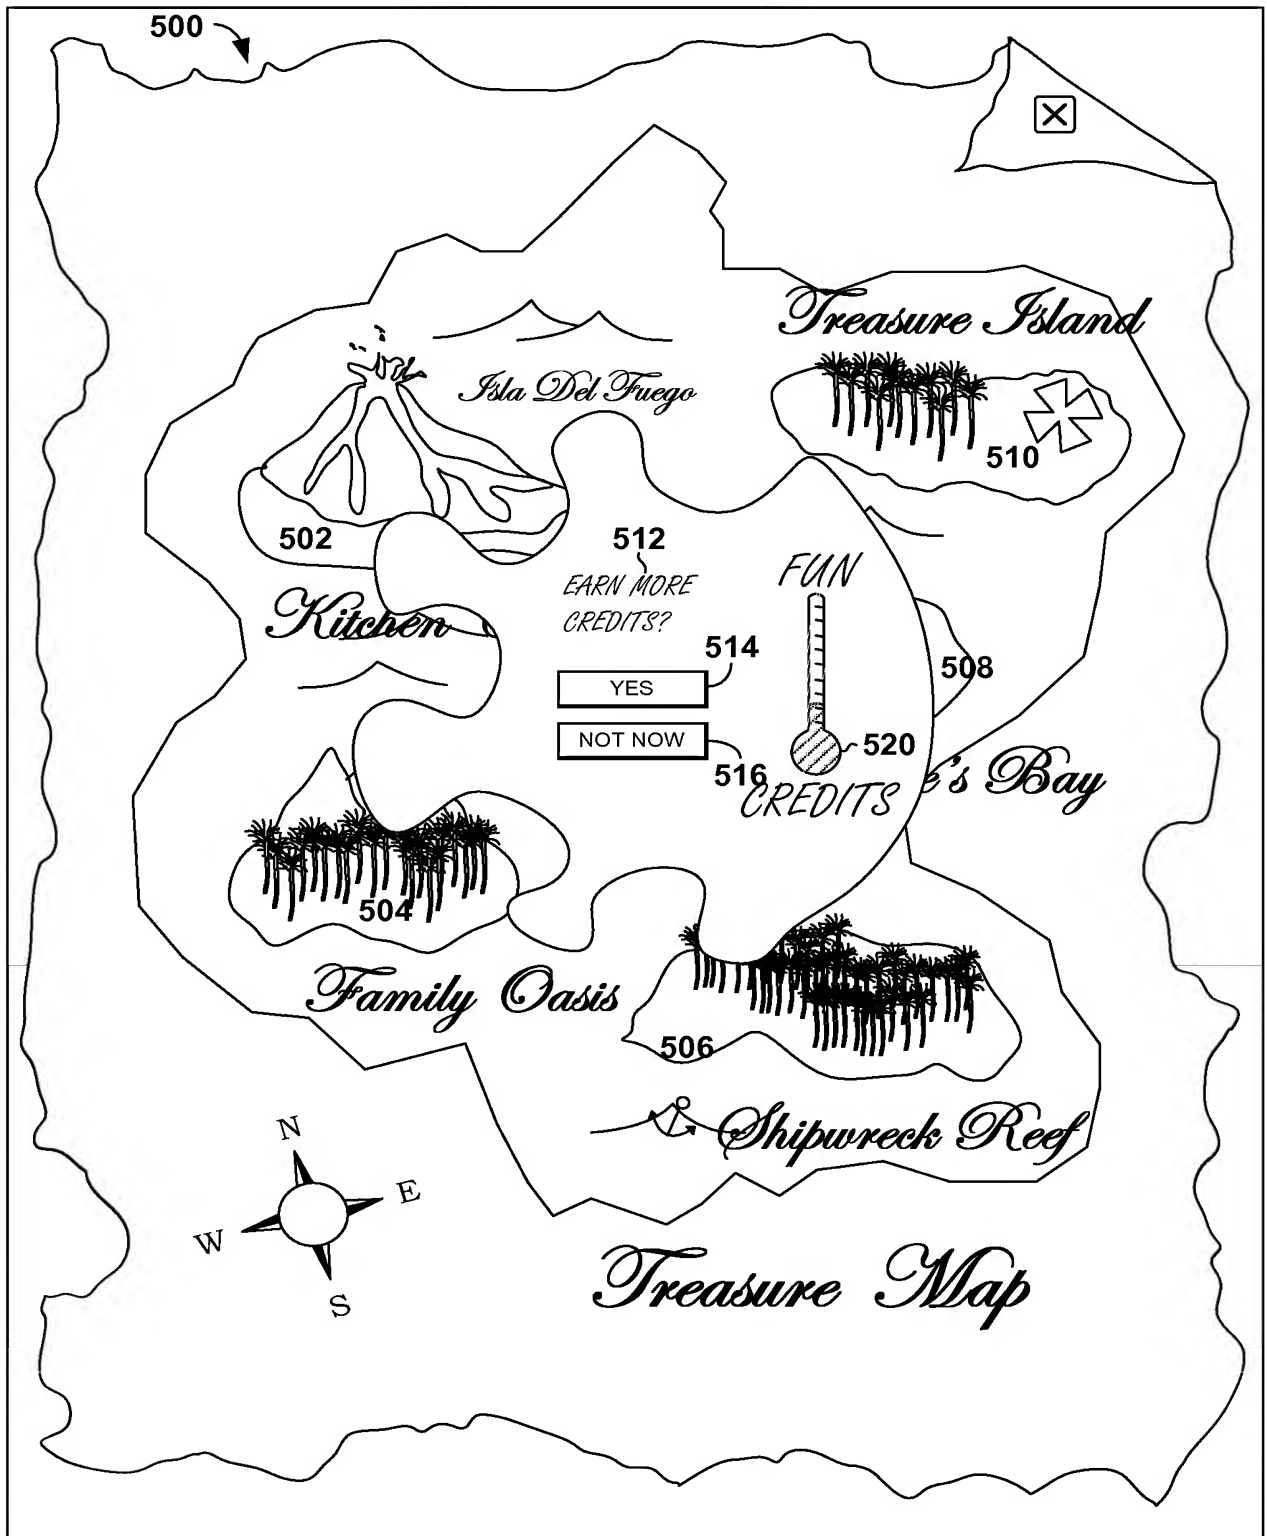 500
Treasure Island
Isla Del Fuego
510
502
512
FUN
EARN MORE
CREDITS?
Kitchen
514
508
YES
NOT NOW
520
516
e's Bay
CREDITS
504
Family Oasis
506
Shipwreck Reef
N
E
W
S
Treasure Map